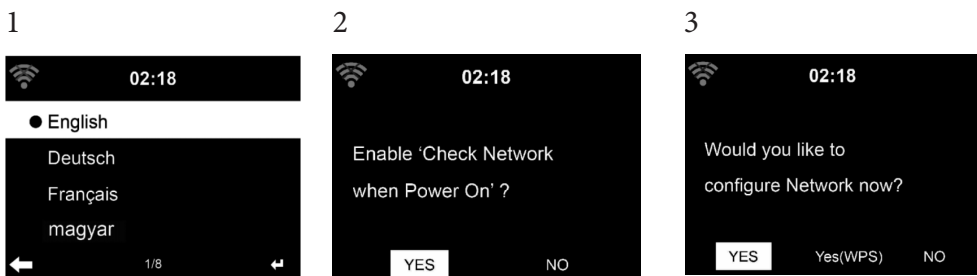 1
02:18
English
Deutsch
Français
magyar
1/8
2
02:18
Enable ‘Check Network
when Power On’ ?
YES NO
3
02:18
Would you like to
configure Network now?
YES Yes(WPS) NO